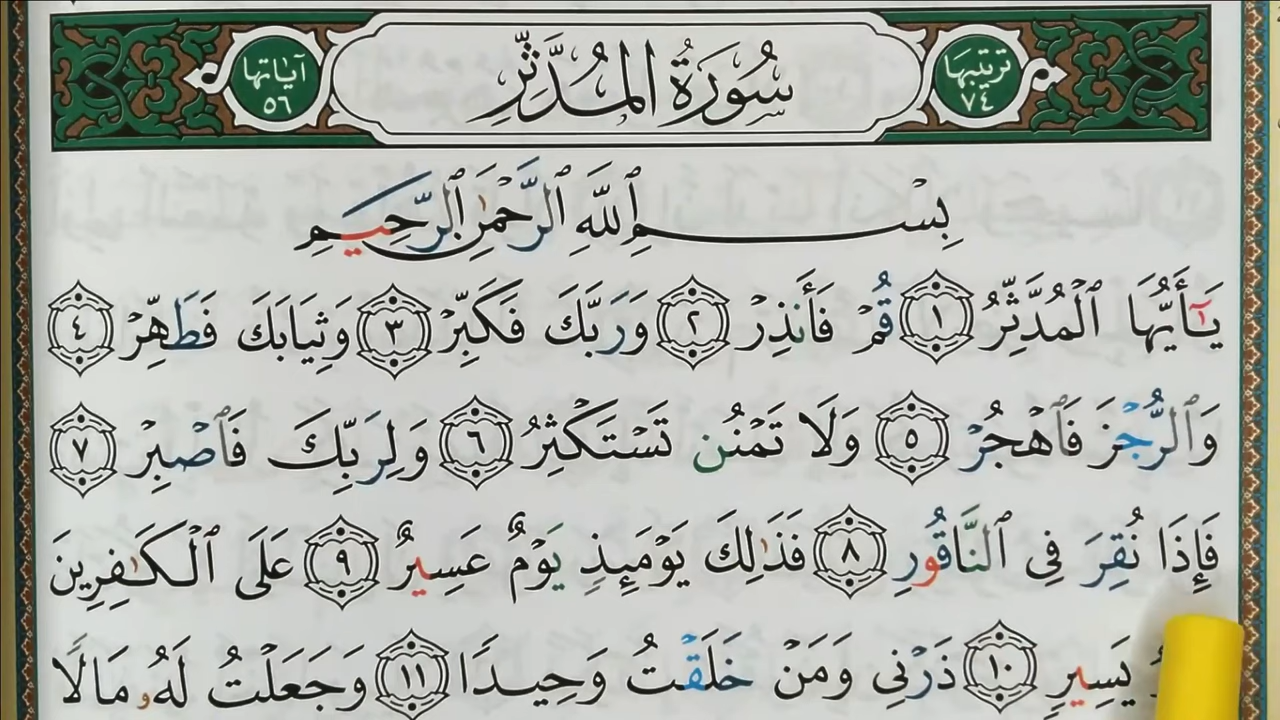 ترتيبها ٧٤
سُورَةُ المُدَّثِّرِ
آياتها ٥٦
بِسْمِ ٱللَّهِ ٱلرَّحْمَٰنِ ٱلرَّحِيمِ
يَـٰٓأَيُّهَا ٱلْمُدَّثِّرُ ١ قُمْ فَأَنذِرْ ٢ وَرَبَّكَ فَكَبِّرْ ٣ وَثِيَابَكَ فَطَهِّرْ ٤
وَٱلرُّجْزَ فَٱهْجُرْ ٥ وَلَا تَمْنُن تَسْتَكْثِرُ ٦ وَلِرَبِّكَ فَٱصْبِرْ ٧
فَإِذَا نُقِرَ فِى ٱلنَّاقُورِ ٨ فَذَٰلِكَ يَوْمَئِذٍ يَوْمٌ عَسِيرٌ ٩ عَلَى ٱلْكَـٰفِرِينَ
يَسِيرٍ ١٠ ذَرْنِى وَمَنْ خَلَقْتُ وَحِيدًا ١١ وَجَعَلْتُ لَهُۥ مَالًا